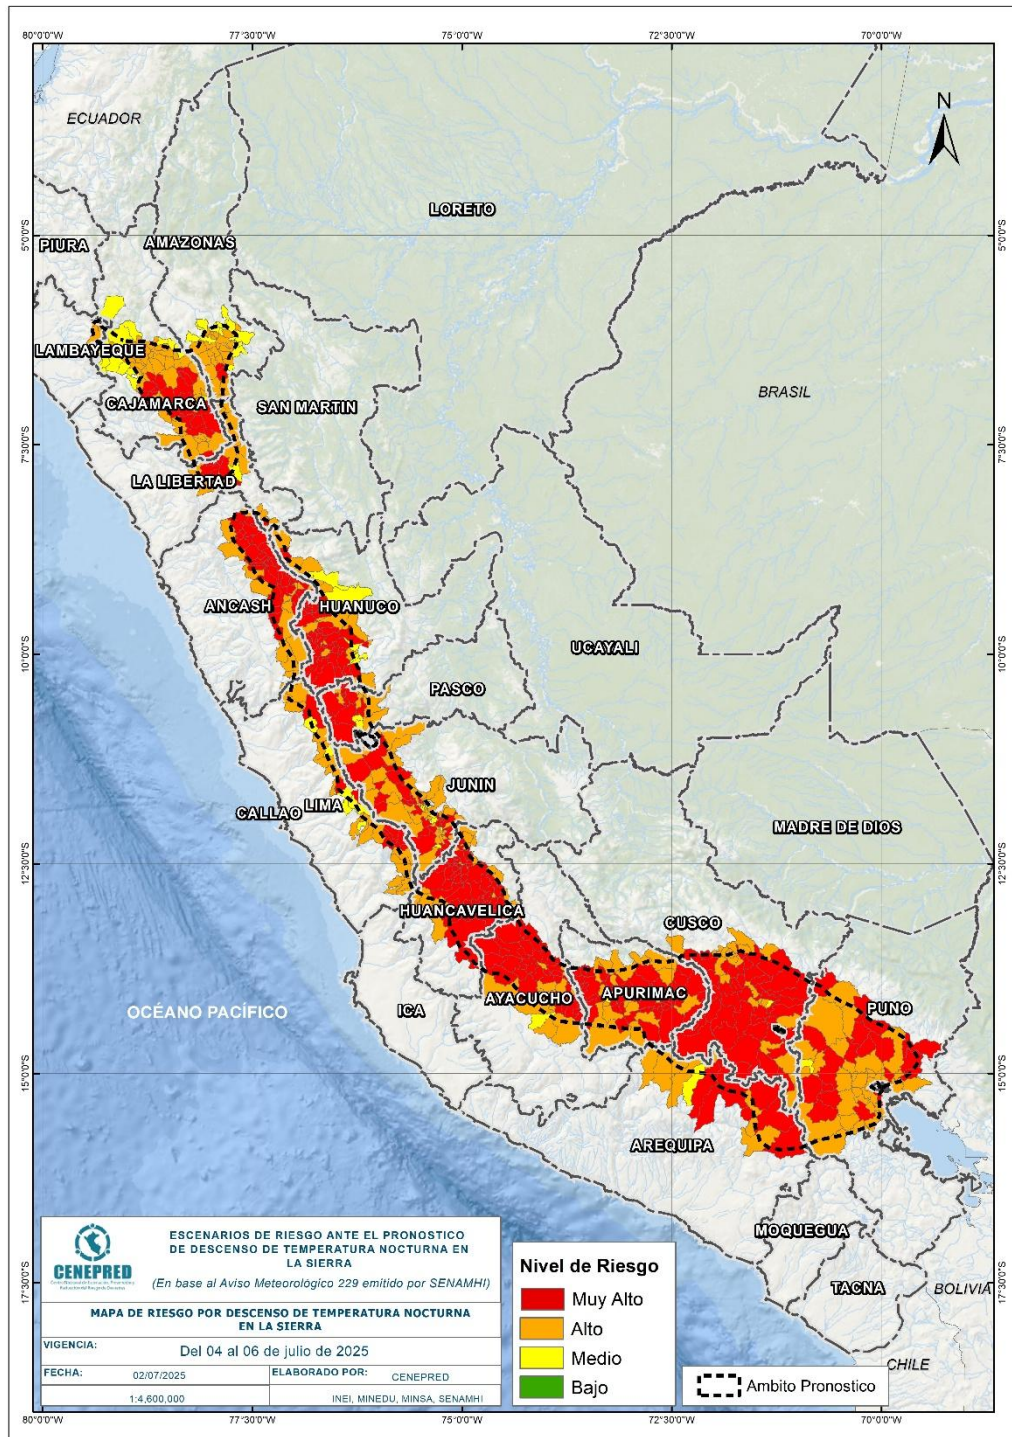 80°0'0"W 77°30'0"W 75°0'0"W 72°30'0"W 70°0'0"W
N
ECUADOR
LORETO
5°0'0"S
5°0'0"S
PIURA
AMAZONAS
LAMBAYEQUE
BRASIL
CAJAMARCA
SAN MARTIN
7°30'0"S
7°30'0"S
LA LIBERTAD
ANCASH
HUANUCO
UCAYALI
10°0'0"S
10°0'0"S
PASCO
JUNIN
LIMA
CALLAO
MADRE DE DIOS
12°30'0"S
12°30'0"S
HUANCAVELICA
CUSCO
APURIMAC
AYACUCHO
ICA
PUNO
OCÉANO PACÍFICO
15°0'0"S
15°0'0"S
AREQUIPA
MOQUEGUA
TACNA
BOLIVIA
CHILE
17°30'0"S
17°30'0"S
CENEPRED
ESCENARIOS DE RIESGO ANTE EL PRONOSTICO
DE DESCENSO DE TEMPERATURA NOCTURNA EN
LA SIERRA
(En base al Aviso Meteorológico 229 emitido por SENAMHI)
MAPA DE RIESGO POR DESCENSO DE TEMPERATURA NOCTURNA
EN LA SIERRA
VIGENCIA: Del 04 al 06 de julio de 2025
FECHA: 02/07/2025 ELABORADO POR: CENEPRED
1:4,600,000 INEI, MINEDU, MINSA, SENAMHI
Nivel de Riesgo
Muy Alto
Alto
Medio
Bajo
Ambito Pronostico
80°0'0"W 77°30'0"W 75°0'0"W 72°30'0"W 70°0'0"W